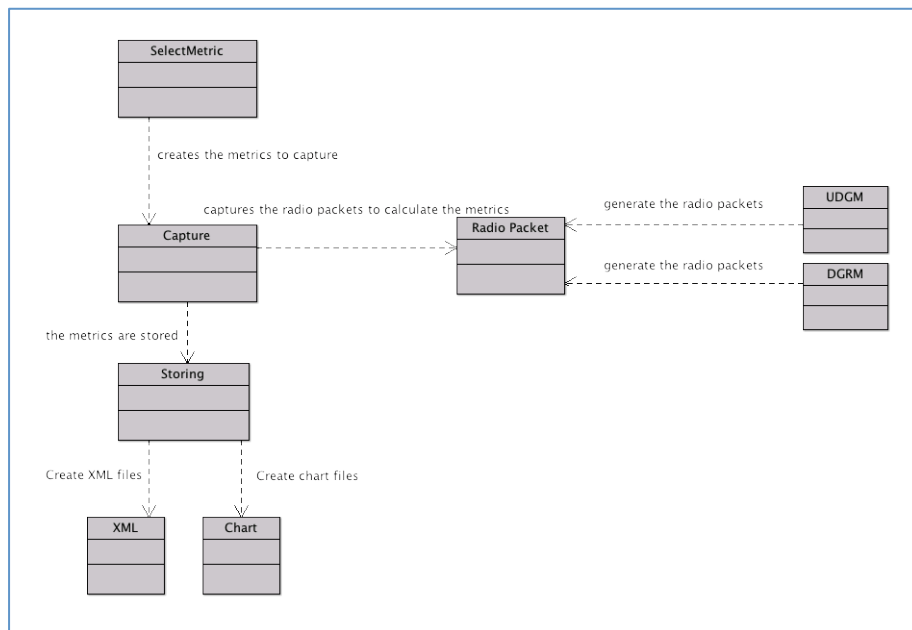 SelectMetric
creates the metrics to capture
captures the radio packets to calculate the metrics
generate the radio packets
UDGM
Capture
Radio Packet
generate the radio packets
DGRM
the metrics are stored
Storing
Create XML files
Create chart files
XML
Chart